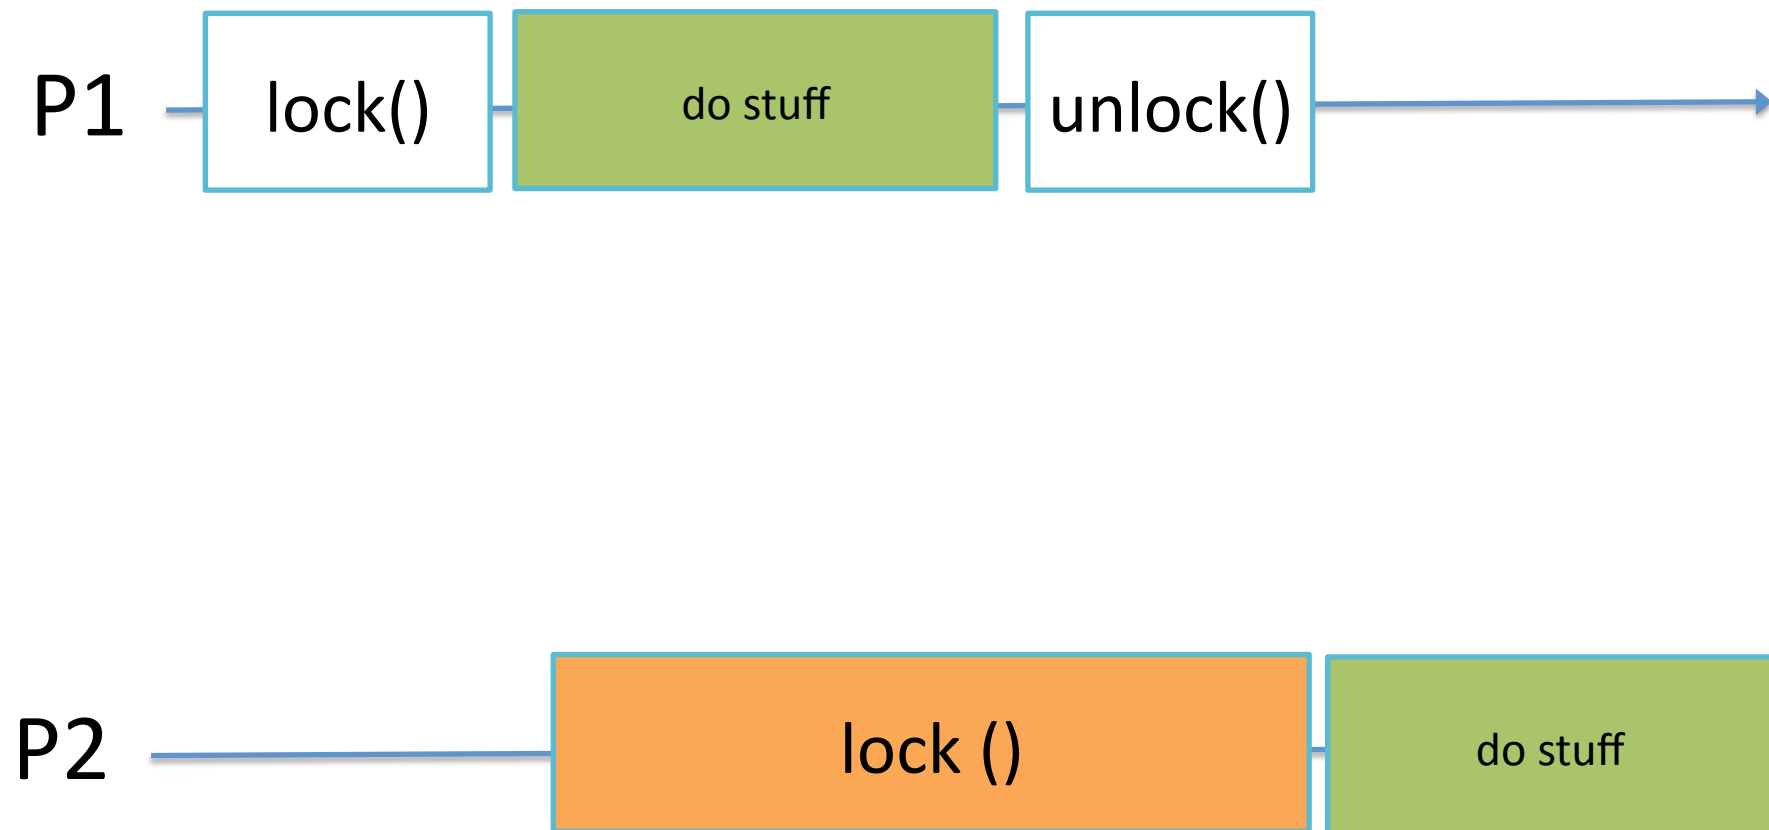 P1 lock() do stuff unlock()
P2 lock () do stuff